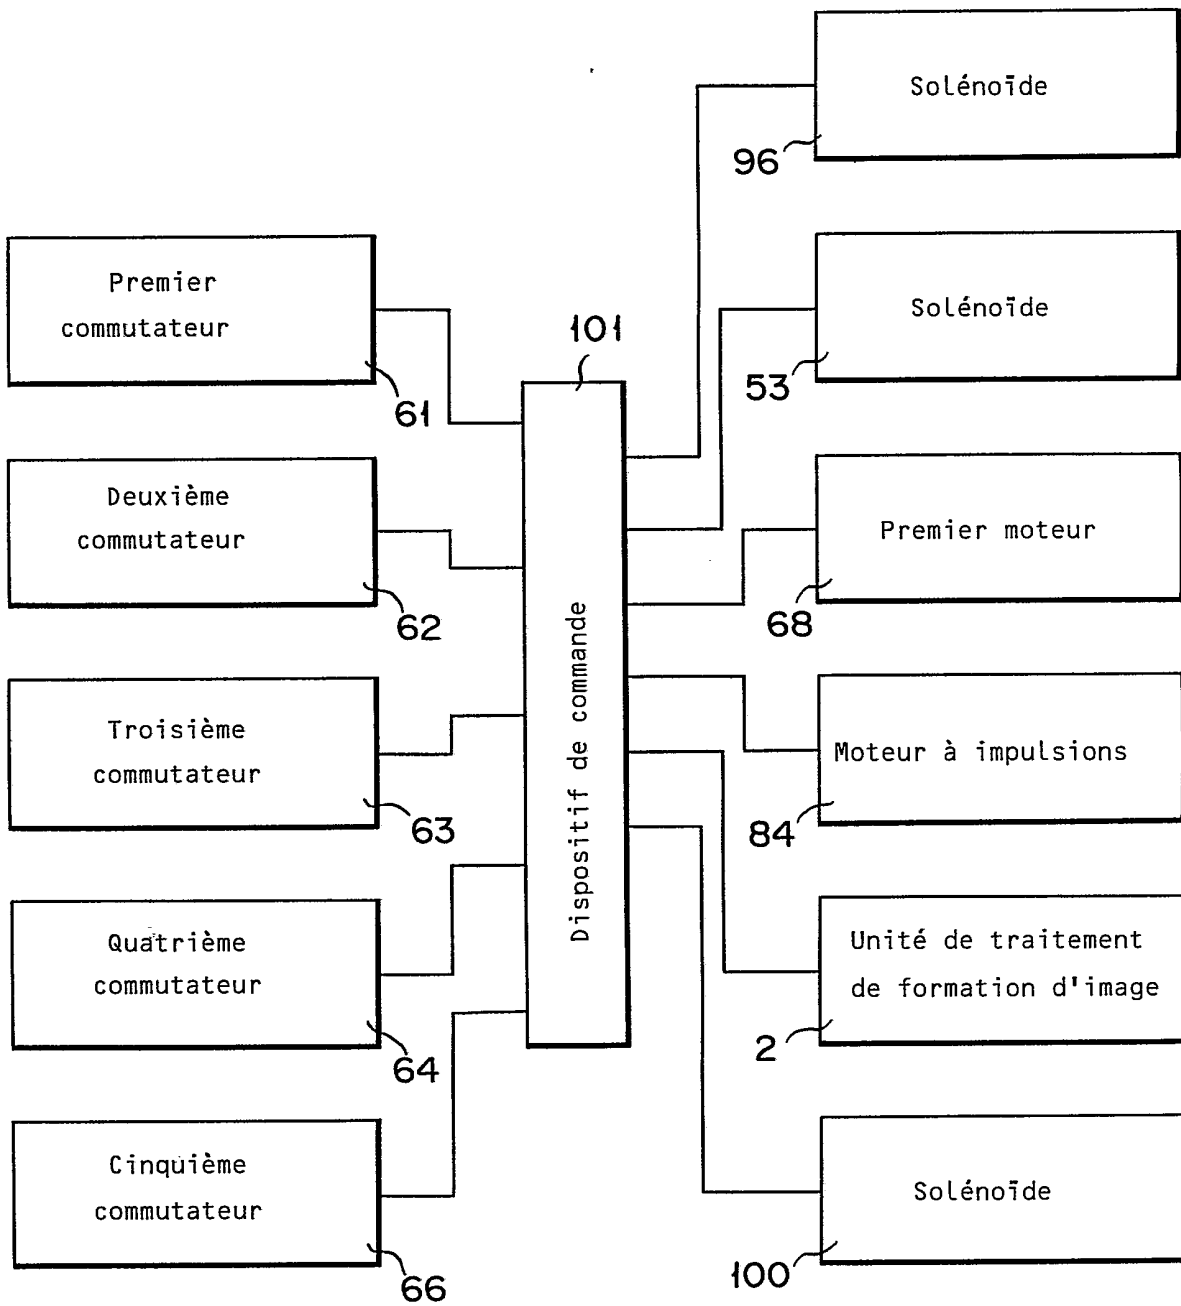 Solénoïde
96
Premier
commutateur
61
Solénoïde
53
101
Deuxième
commutateur
62
Premier moteur
68
Dispositif de commande
Troisième
commutateur
63
Moteur à impulsions
84
Quatrième
commutateur
64
Unité de traitement
de formation d'image
2
Cinquième
commutateur
66
Solénoïde
100